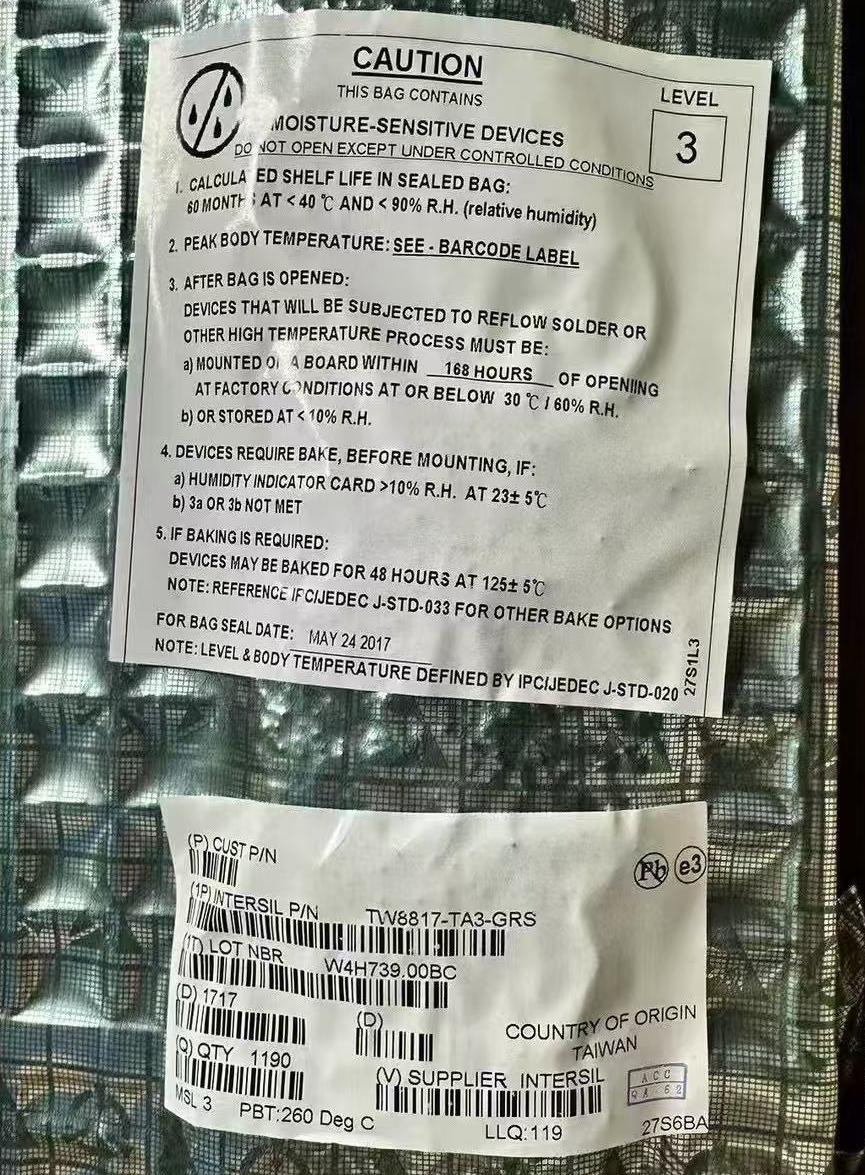 CAUTION
THIS BAG CONTAINS
MOISTURE-SENSITIVE DEVICES
DO NOT OPEN EXCEPT UNDER CONTROLLED CONDITIONS
LEVEL
3
1. CALCULATED SHELF LIFE IN SEALED BAG:
60 MONTHS AT < 40 ℃ AND < 90% R.H. (relative humidity)
2. PEAK BODY TEMPERATURE: SEE - BARCODE LABEL
3. AFTER BAG IS OPENED:
DEVICES THAT WILL BE SUBJECTED TO REFLOW SOLDER OR
OTHER HIGH TEMPERATURE PROCESS MUST BE:
a) MOUNTED ON A BOARD WITHIN 168 HOURS OF OPENIING
AT FACTORY CONDITIONS AT OR BELOW 30 ℃ / 60% R.H.
b) OR STORED AT < 10% R.H.
4. DEVICES REQUIRE BAKE, BEFORE MOUNTING, IF:
a) HUMIDITY INDICATOR CARD >10% R.H. AT 23± 5℃
b) 3a OR 3b NOT MET
5. IF BAKING IS REQUIRED:
DEVICES MAY BE BAKED FOR 48 HOURS AT 125± 5℃
NOTE: REFERENCE IPC/JEDEC J-STD-033 FOR OTHER BAKE OPTIONS
FOR BAG SEAL DATE: MAY 24 2017
NOTE: LEVEL & BODY TEMPERATURE DEFINED BY IPC/JEDEC J-STD-020
27S1L3
(P) CUST P/N
Pb e3
(1P) INTERSIL P/N TW8817-TA3-GRS
(1T) LOT NBR W4H739.00BC
(D) 1717
(D)
COUNTRY OF ORIGIN
TAIWAN
(Q) QTY 1190
(V) SUPPLIER INTERSIL
ACC
MSL 3 PBT:260 Deg C LLQ:119 27S6BA